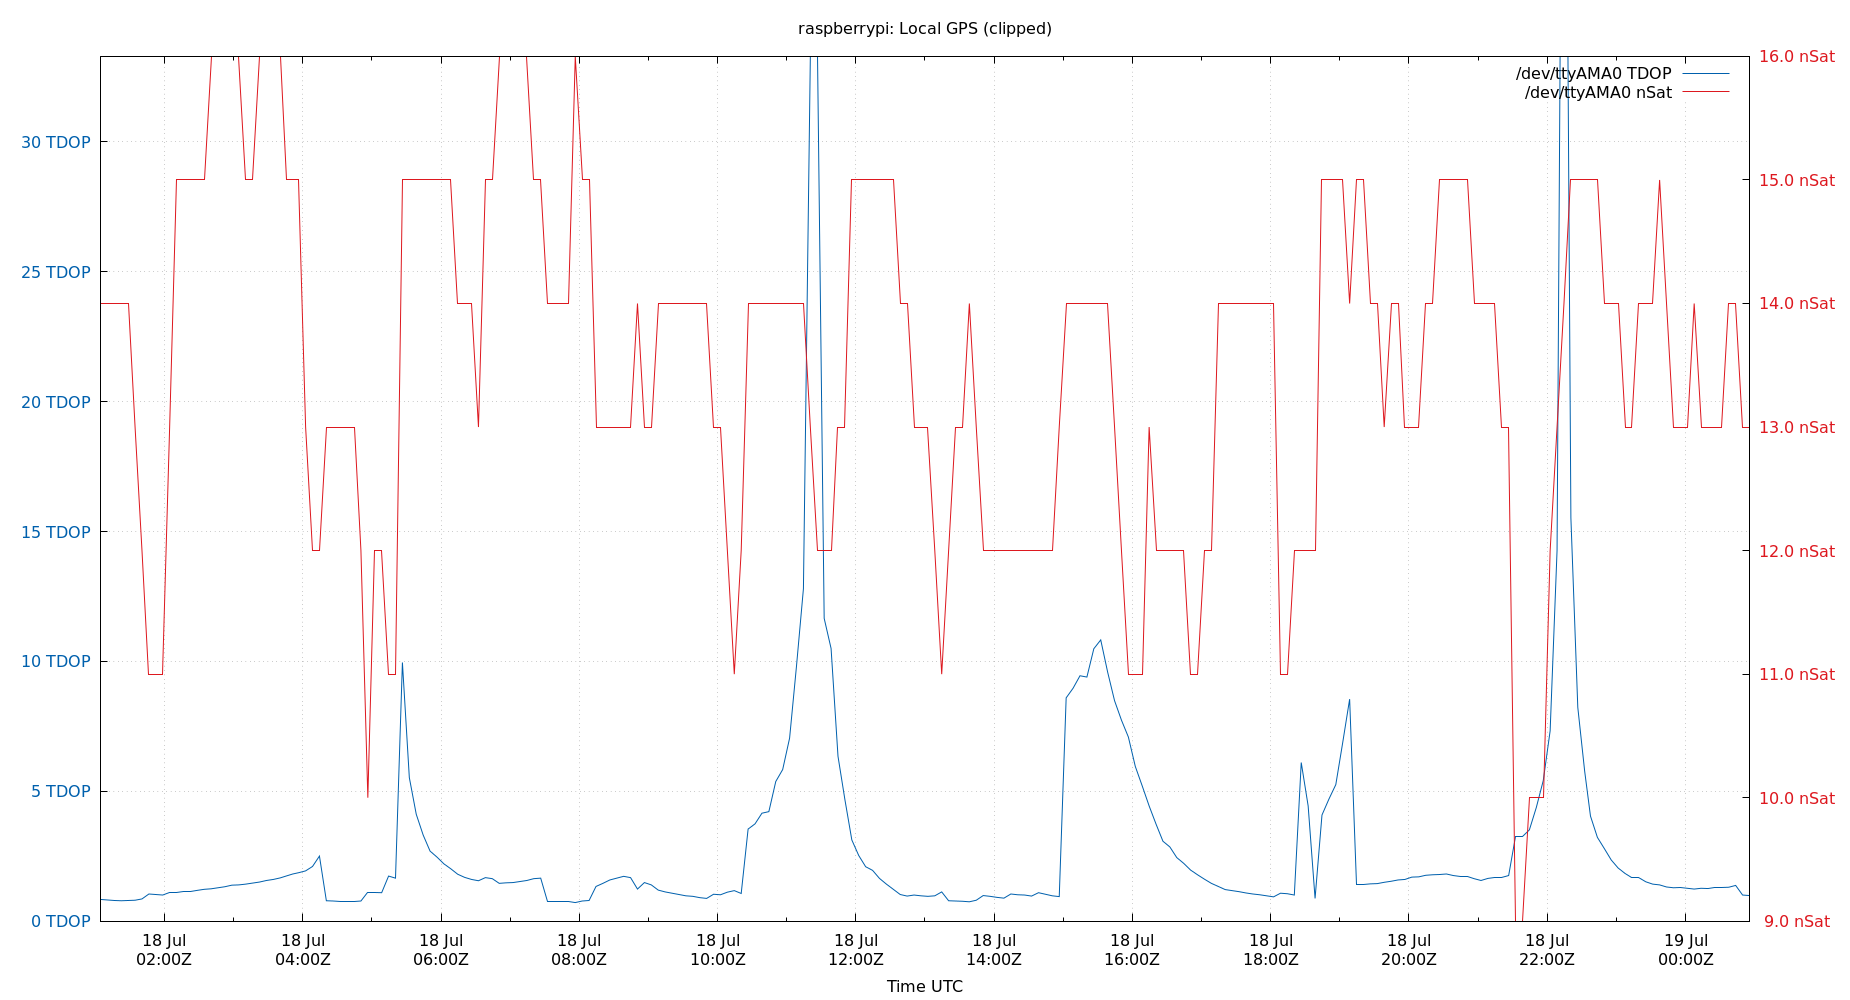 raspberrypi: Local GPS (clipped)
/dev/ttyAMA0 TDOP
/dev/ttyAMA0 nSat
30 TDOP
25 TDOP
20 TDOP
15 TDOP
10 TDOP
5 TDOP
0 TDOP
16.0 nSat
15.0 nSat
14.0 nSat
13.0 nSat
12.0 nSat
11.0 nSat
10.0 nSat
9.0 nSat
18 Jul
02:00Z
18 Jul
04:00Z
18 Jul
06:00Z
18 Jul
08:00Z
18 Jul
10:00Z
18 Jul
12:00Z
18 Jul
14:00Z
18 Jul
16:00Z
18 Jul
18:00Z
18 Jul
20:00Z
18 Jul
22:00Z
19 Jul
00:00Z
Time UTC